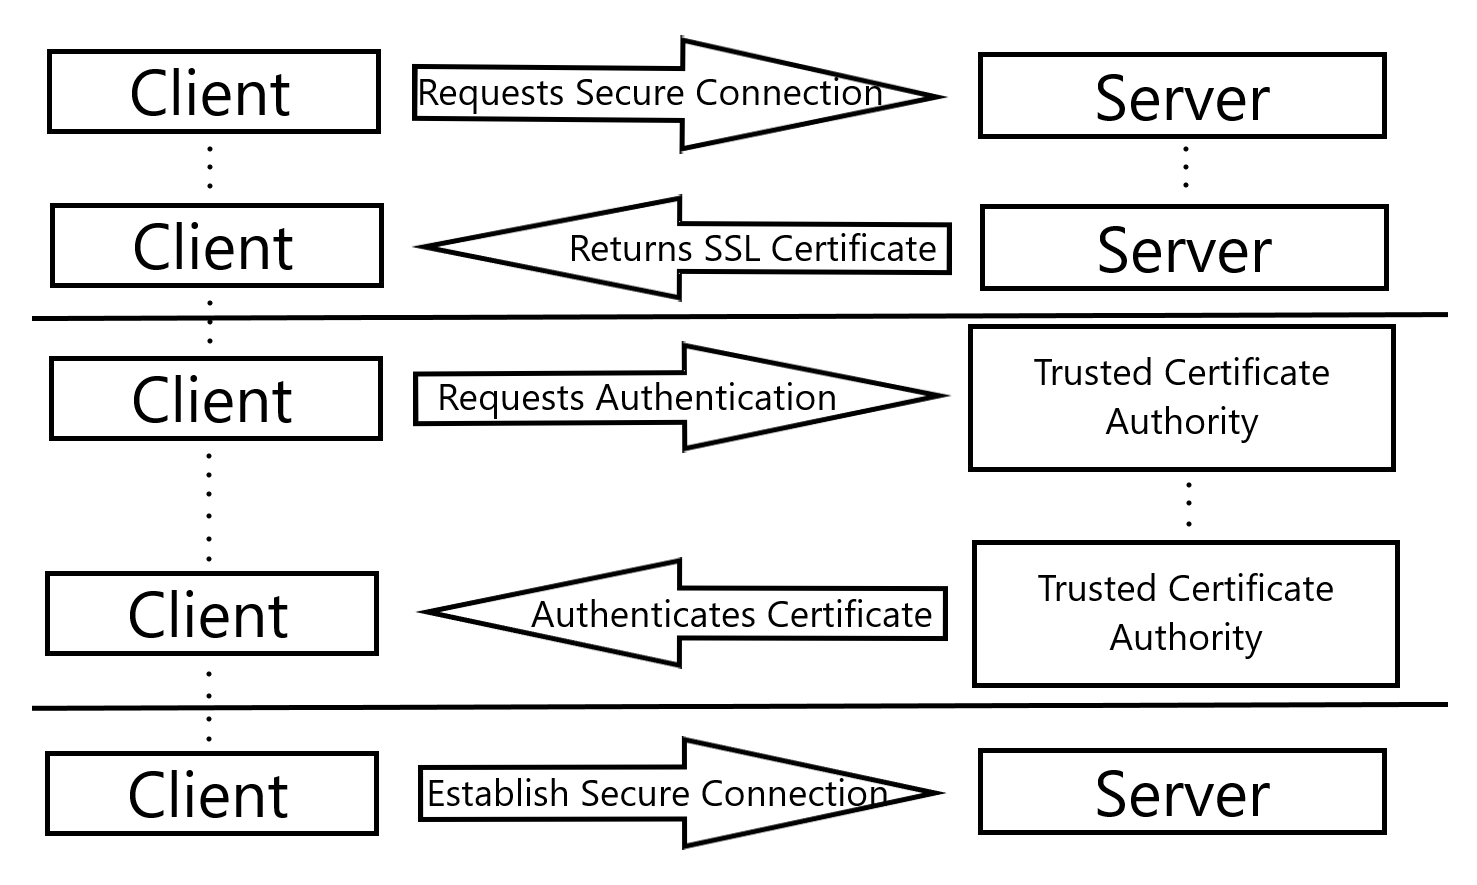 Client
Requests Secure Connection
Server
Client
Returns SSL Certificate
Server
Client
Requests Authentication
Trusted Certificate
Authority
Client
Authenticates Certificate
Trusted Certificate
Authority
Client
Establish Secure Connection
Server